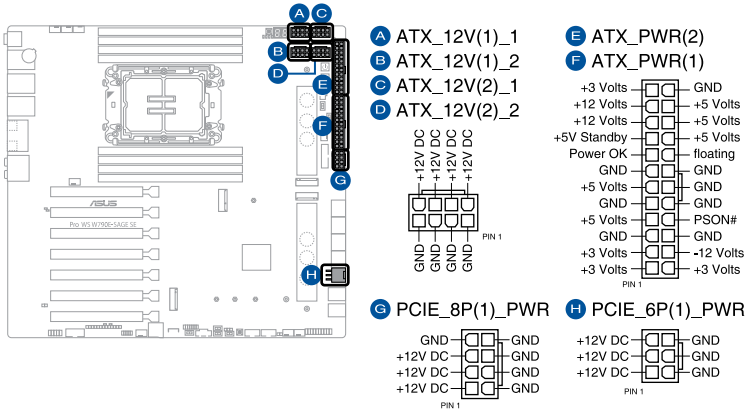 A
C
B
D
E
F
G
H
ASUS
Pro WS W790E-SAGE SE
A ATX_12V(1)_1
B ATX_12V(1)_2
C ATX_12V(2)_1
D ATX_12V(2)_2
+12V DC
+12V DC
+12V DC
+12V DC
GND
GND
GND
GND
PIN 1
E ATX_PWR(2)
F ATX_PWR(1)
+3 Volts GND
+12 Volts +5 Volts
+12 Volts +5 Volts
+5V Standby +5 Volts
Power OK floating
GND GND
+5 Volts GND
GND GND
+5 Volts PSON#
GND GND
+3 Volts -12 Volts
+3 Volts +3 Volts
PIN 1
G PCIE_8P(1)_PWR
GND GND
+12V DC GND
+12V DC GND
+12V DC GND
PIN 1
H PCIE_6P(1)_PWR
+12V DC GND
+12V DC GND
+12V DC GND
PIN 1